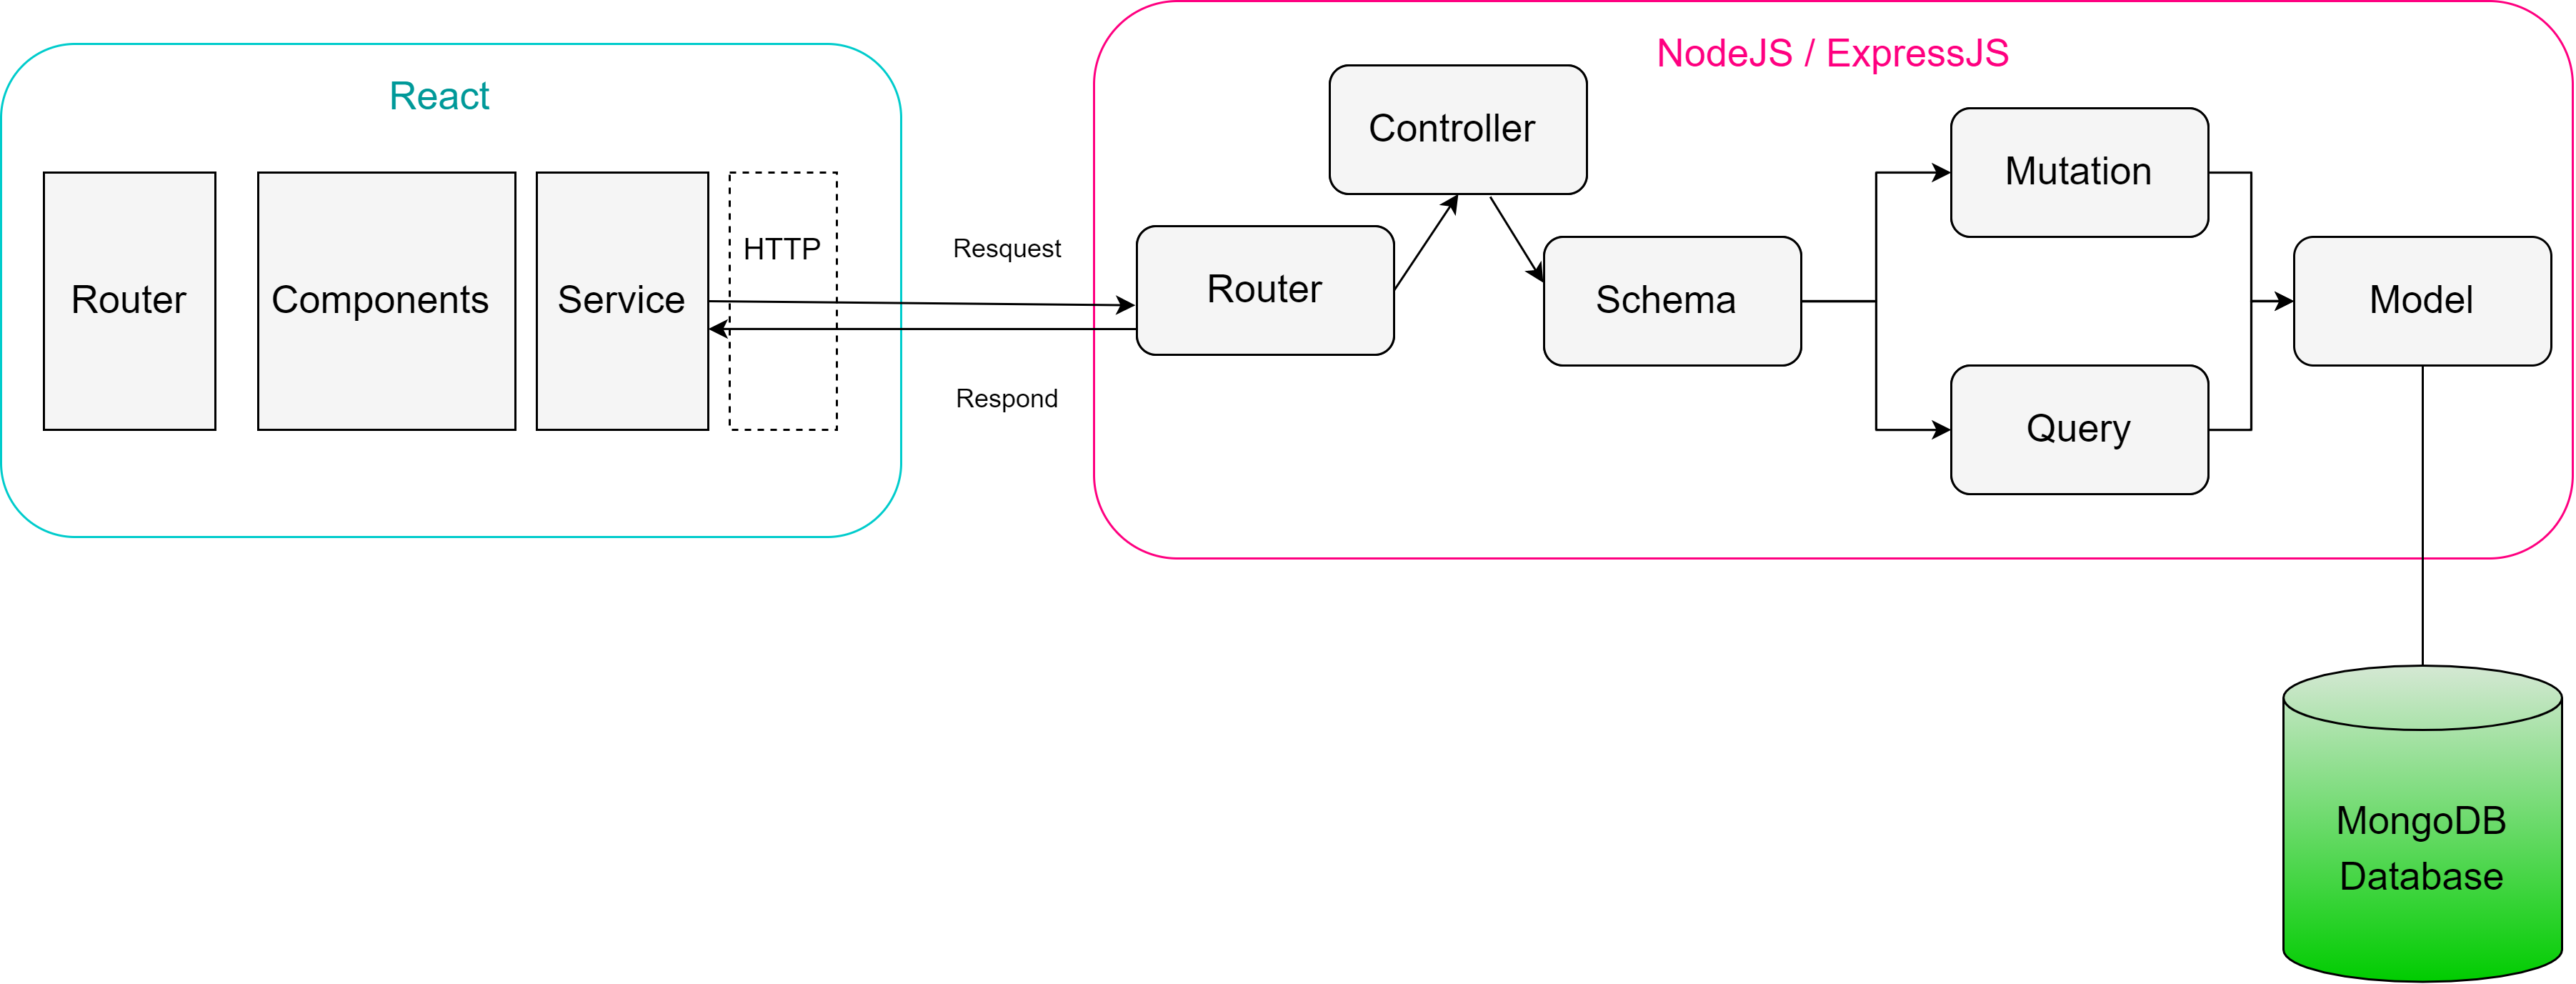 React
Router
Components
Service
HTTP
Resquest
Respond
NodeJS / ExpressJS
Router
Controller
Schema
Mutation
Query
Model
MongoDB
Database